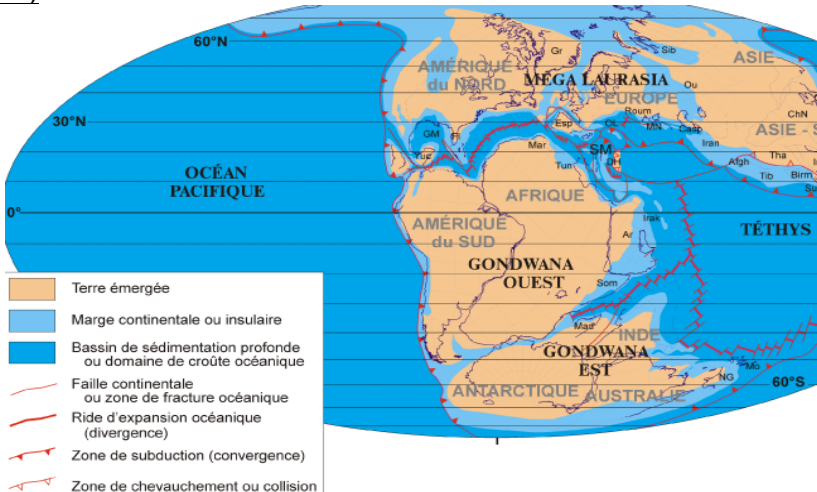 60°N
Gr
Sib
ASIE
AMÉRIQUE
du NORD
MEGA LAURASIA
Ou
EUROPE
ChN
30°N
GM
Fl
Esp
OL
Roum
MN
Casp
ASIE - S
Yuc
Mar
SM
Iran
Tun
DH
Afgh
Tha
Tib
Birm
OCÉAN
PACIFIQUE
AFRIQUE
0°
AMÉRIQUE
du SUD
Irak
Ar
TÉTHYS
GONDWANA
OUEST
Som
Mad
INDE
GONDWANA
EST
NG
Mo
60°S
ANTARCTIQUE
AUSTRALIE
Terre émergée
Marge continentale ou insulaire
Bassin de sédimentation profonde
ou domaine de croûte océanique
Faille continentale
ou zone de fracture océanique
Ride d'expansion océanique
(divergence)
Zone de subduction (convergence)
Zone de chevauchement ou collision